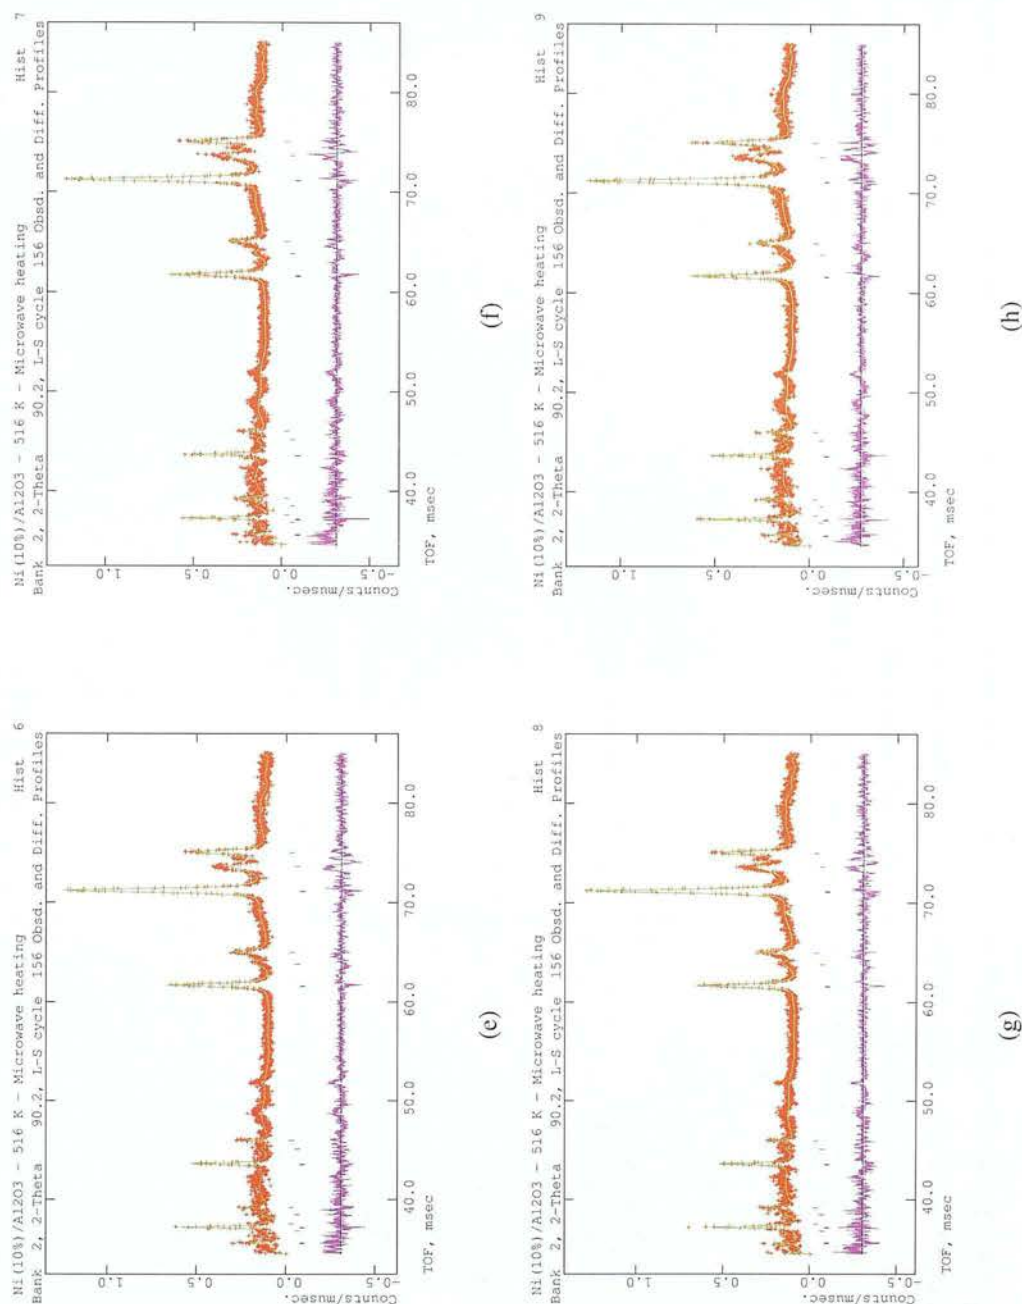 Ni(10%)/Al2O3 - 516 K - Microwave heating Hist 6
Bank 2, 2-Theta 90.2, L-S cycle 156 Obsd. and Diff. Profiles
Counts/musec.
1.0
0.5
0.0
-0.5
40.0 50.0 60.0 70.0 80.0
TOF, msec
(e)
Ni(10%)/Al2O3 - 516 K - Microwave heating Hist 7
Bank 2, 2-Theta 90.2, L-S cycle 156 Obsd. and Diff. Profiles
Counts/musec.
1.0
0.5
0.0
-0.5
40.0 50.0 60.0 70.0 80.0
TOF, msec
(f)
Ni(10%)/Al2O3 - 516 K - Microwave heating Hist 8
Bank 2, 2-Theta 90.2, L-S cycle 156 Obsd. and Diff. Profiles
Counts/musec.
1.0
0.5
0.0
-0.5
40.0 50.0 60.0 70.0 80.0
TOF, msec
(g)
Ni(10%)/Al2O3 - 516 K - Microwave heating Hist 9
Bank 2, 2-Theta 90.2, L-S cycle 156 Obsd. and Diff. Profiles
Counts/musec.
1.0
0.5
0.0
-0.5
40.0 50.0 60.0 70.0 80.0
TOF, msec
(h)